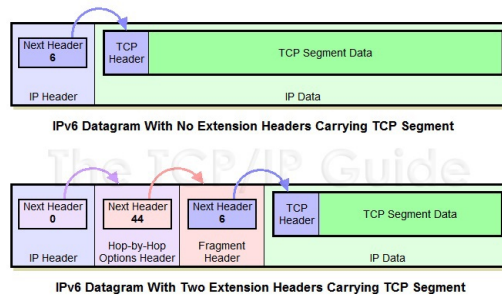 Next Header
6
TCP
Header
TCP Segment Data
IP Header
IP Data
IPv6 Datagram With No Extension Headers Carrying TCP Segment
The TCP/IP Guide
Next Header
0
Next Header
44
Next Header
6
TCP
Header
TCP Segment Data
IP Header
Hop-by-Hop
Options Header
Fragment
Header
IP Data
IPv6 Datagram With Two Extension Headers Carrying TCP Segment